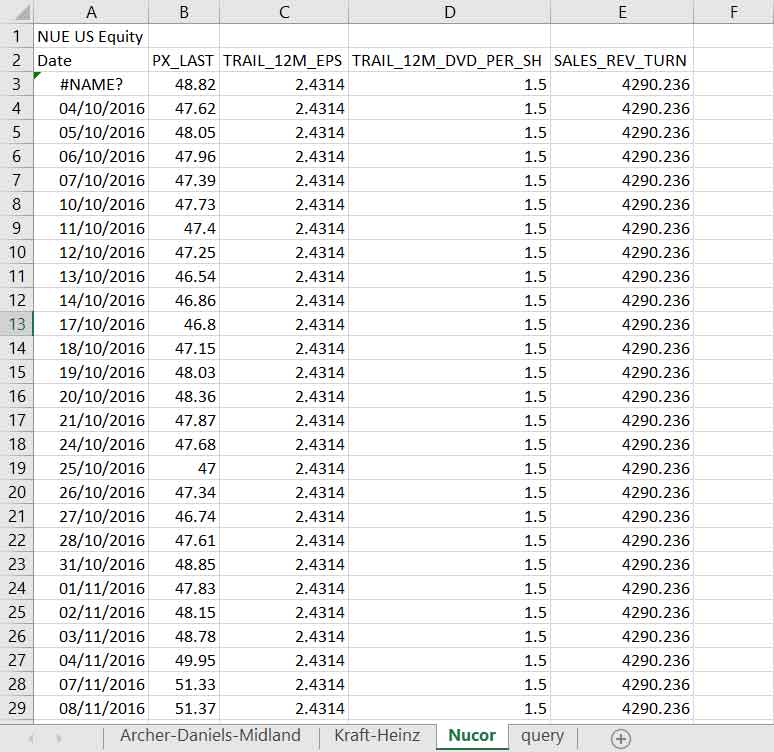 A B C D E F
1 NUE US Equity
2 Date PX_LAST TRAIL_12M_EPS TRAIL_12M_DVD_PER_SH SALES_REV_TURN
3 #NAME? 48.82 2.4314 1.5 4290.236
4 04/10/2016 47.62 2.4314 1.5 4290.236
5 05/10/2016 48.05 2.4314 1.5 4290.236
6 06/10/2016 47.96 2.4314 1.5 4290.236
7 07/10/2016 47.39 2.4314 1.5 4290.236
8 10/10/2016 47.73 2.4314 1.5 4290.236
9 11/10/2016 47.4 2.4314 1.5 4290.236
10 12/10/2016 47.25 2.4314 1.5 4290.236
11 13/10/2016 46.54 2.4314 1.5 4290.236
12 14/10/2016 46.86 2.4314 1.5 4290.236
13 17/10/2016 46.8 2.4314 1.5 4290.236
14 18/10/2016 47.15 2.4314 1.5 4290.236
15 19/10/2016 48.03 2.4314 1.5 4290.236
16 20/10/2016 48.36 2.4314 1.5 4290.236
17 21/10/2016 47.87 2.4314 1.5 4290.236
18 24/10/2016 47.68 2.4314 1.5 4290.236
19 25/10/2016 47 2.4314 1.5 4290.236
20 26/10/2016 47.34 2.4314 1.5 4290.236
21 27/10/2016 46.74 2.4314 1.5 4290.236
22 28/10/2016 47.61 2.4314 1.5 4290.236
23 31/10/2016 48.85 2.4314 1.5 4290.236
24 01/11/2016 47.83 2.4314 1.5 4290.236
25 02/11/2016 48.15 2.4314 1.5 4290.236
26 03/11/2016 48.78 2.4314 1.5 4290.236
27 04/11/2016 49.95 2.4314 1.5 4290.236
28 07/11/2016 51.33 2.4314 1.5 4290.236
29 08/11/2016 51.37 2.4314 1.5 4290.236
Archer-Daniels-Midland Kraft-Heinz Nucor query